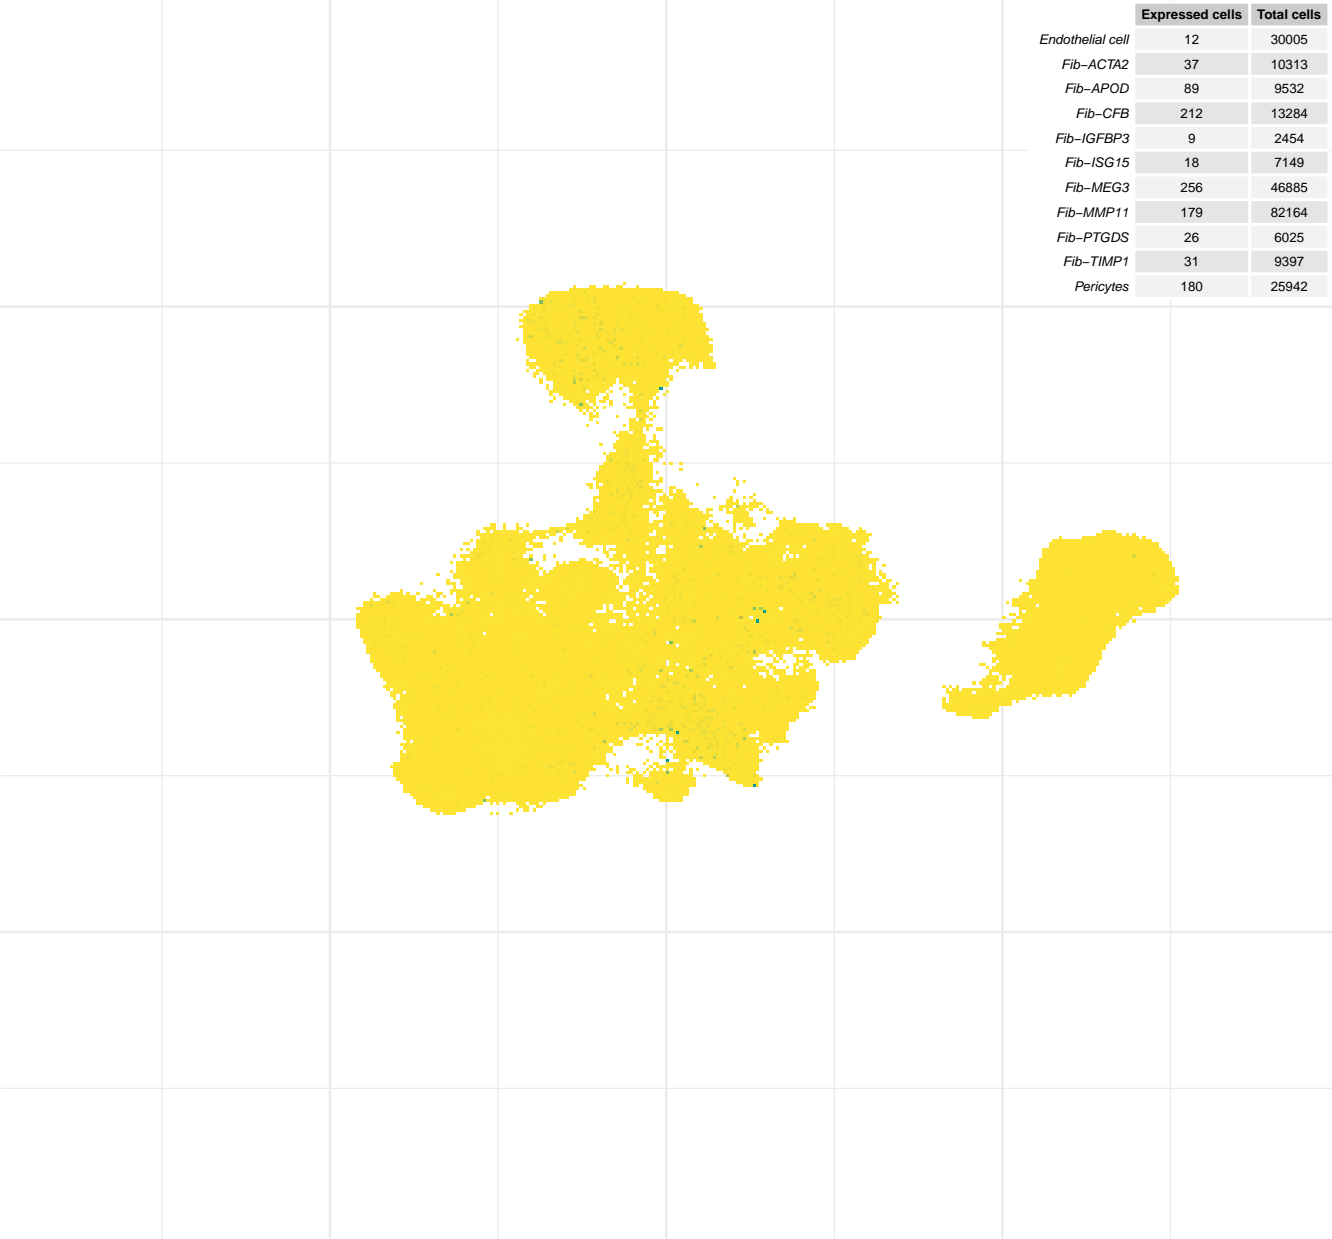 Expressed cells Total cells
Endothelial cell 12 30005
Fib−ACTA2 37 10313
Fib−APOD 89 9532
Fib−CFB 212 13284
Fib−IGFBP3 9 2454
Fib−ISG15 18 7149
Fib−MEG3 256 46885
Fib−MMP11 179 82164
Fib−PTGDS 26 6025
Fib−TIMP1 31 9397
Pericytes 180 25942